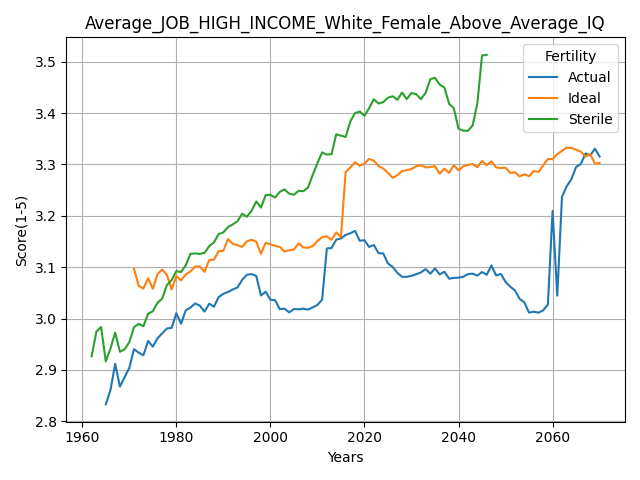 Average_JOB_HIGH_INCOME_White_Female_Above_Average_IQ
Fertility
Actual
Ideal
Sterile
3.5
3.4
3.3
3.2
3.1
3.0
2.9
2.8
Score(1-5)
1960 1980 2000 2020 2040 2060
Years